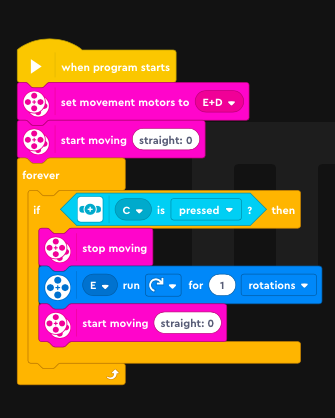 when program starts
set movement motors to E+D
start moving straight: 0
forever
if C is pressed ? then
stop moving
E run for 1 rotations
start moving straight: 0